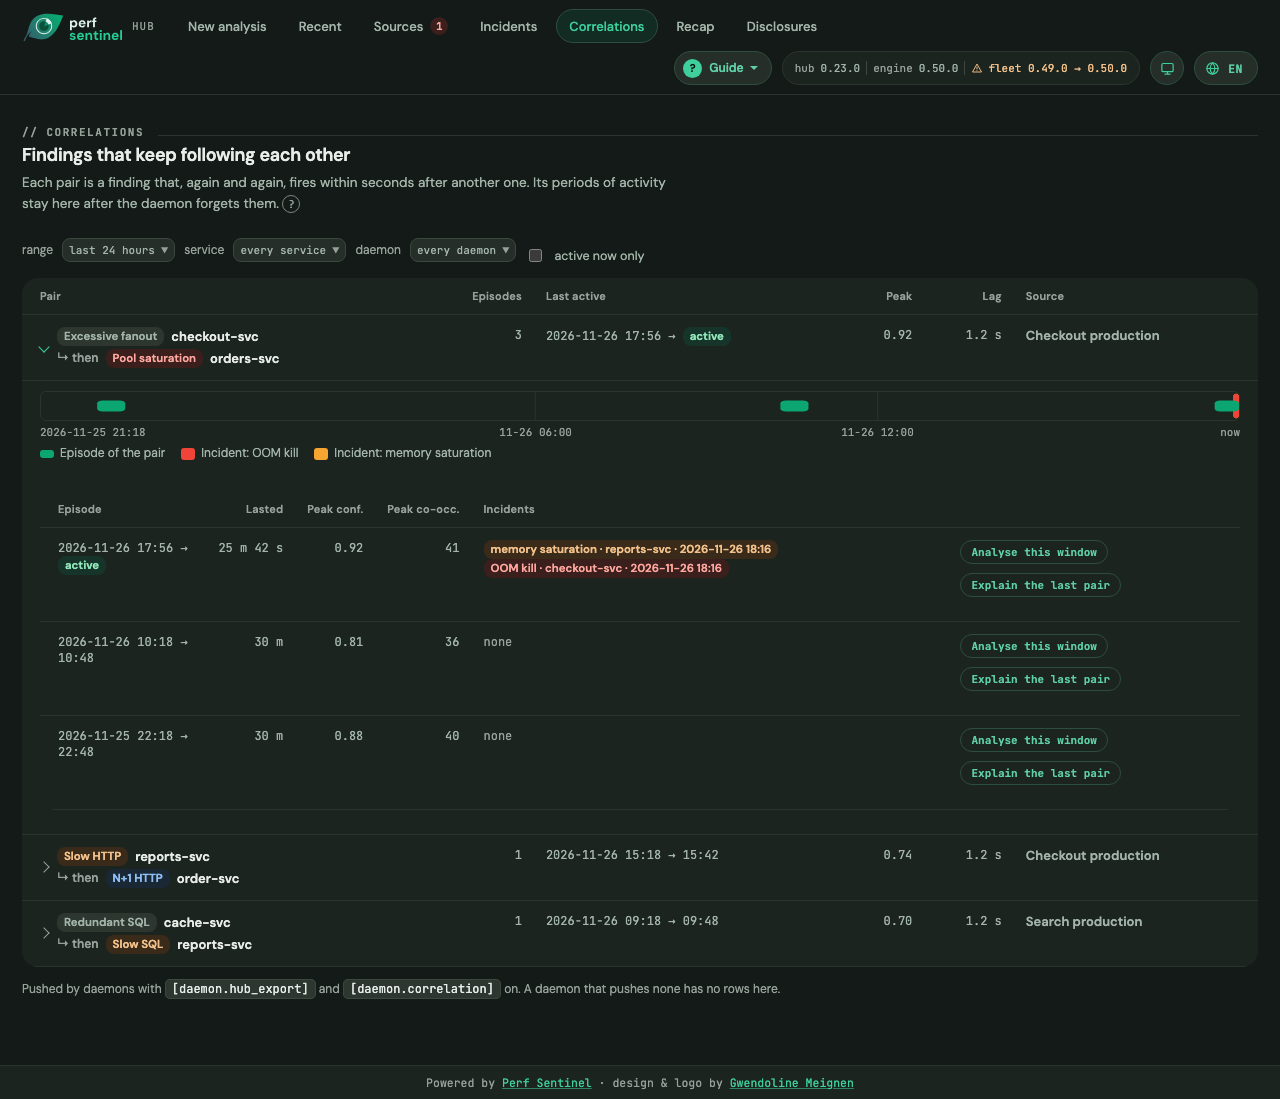 perf sentinel HUB New analysis Recent Sources 1 Incidents Correlations Recap Disclosures
? Guide hub 0.23.0 engine 0.50.0 ⚠ fleet 0.49.0 → 0.50.0 EN
// CORRELATIONS
Findings that keep following each other
Each pair is a finding that, again and again, fires within seconds after another one. Its periods of activity
stay here after the daemon forgets them. ?
range last 24 hours ▼ service every service ▼ daemon every daemon ▼ active now only
Pair Episodes Last active Peak Lag Source
Excessive fanout checkout-svc 3 2026-11-26 17:56 → active 0.92 1.2 s Checkout production
↳ then Pool saturation orders-svc
2026-11-25 21:18 11-26 06:00 11-26 12:00 now
Episode of the pair Incident: OOM kill Incident: memory saturation
Episode Lasted Peak conf. Peak co-occ. Incidents
2026-11-26 17:56 → 25 m 42 s 0.92 41 memory saturation · reports-svc · 2026-11-26 18:16 Analyse this window
active OOM kill · checkout-svc · 2026-11-26 18:16
Explain the last pair
2026-11-26 10:18 → 30 m 0.81 36 none Analyse this window
10:48
Explain the last pair
2026-11-25 22:18 → 30 m 0.88 40 none Analyse this window
22:48
Explain the last pair
Slow HTTP reports-svc 1 2026-11-26 15:18 → 15:42 0.74 1.2 s Checkout production
↳ then N+1 HTTP order-svc
Redundant SQL cache-svc 1 2026-11-26 09:18 → 09:48 0.70 1.2 s Search production
↳ then Slow SQL reports-svc
Pushed by daemons with [daemon.hub_export] and [daemon.correlation] on. A daemon that pushes none has no rows here.
Powered by Perf Sentinel · design & logo by Gwendoline Meignen